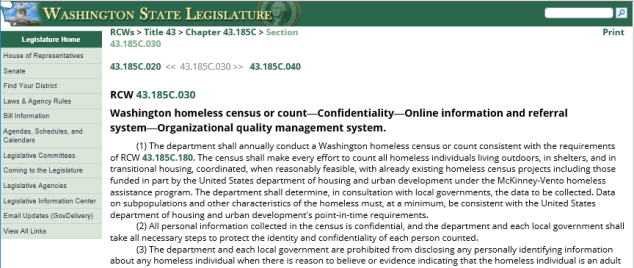 WASHINGTON STATE LEGISLATURE
Legislature Home
House of Representatives
Senate
Find Your District
Laws & Agency Rules
Bill Information
Agendas, Schedules, and
Calendars
Legislative Committees
Coming to the Legislature
Legislative Agencies
Legislative Information Center
Email Updates (GovDelivery)
View All Links
RCWs > Title 43 > Chapter 43.185C > Section
43.185C.030
Print
43.185C.020 << 43.185C.030 >> 43.185C.040
RCW 43.185C.030
Washington homeless census or count—Confidentiality—Online information and referral
system—Organizational quality management system.
(1) The department shall annually conduct a Washington homeless census or count consistent with the requirements
of RCW 43.185C.180. The census shall make every effort to count all homeless individuals living outdoors, in shelters, and in
transitional housing, coordinated, when reasonably feasible, with already existing homeless census projects including those
funded in part by the United States department of housing and urban development under the McKinney-Vento homeless
assistance program. The department shall determine, in consultation with local governments, the data to be collected. Data
on subpopulations and other characteristics of the homeless must, at a minimum, be consistent with the United States
department of housing and urban development's point-in-time requirements.
(2) All personal information collected in the census is confidential, and the department and each local government shall
take all necessary steps to protect the identity and confidentiality of each person counted.
(3) The department and each local government are prohibited from disclosing any personally identifying information
about any homeless individual when there is reason to believe or evidence indicating that the homeless individual is an adult